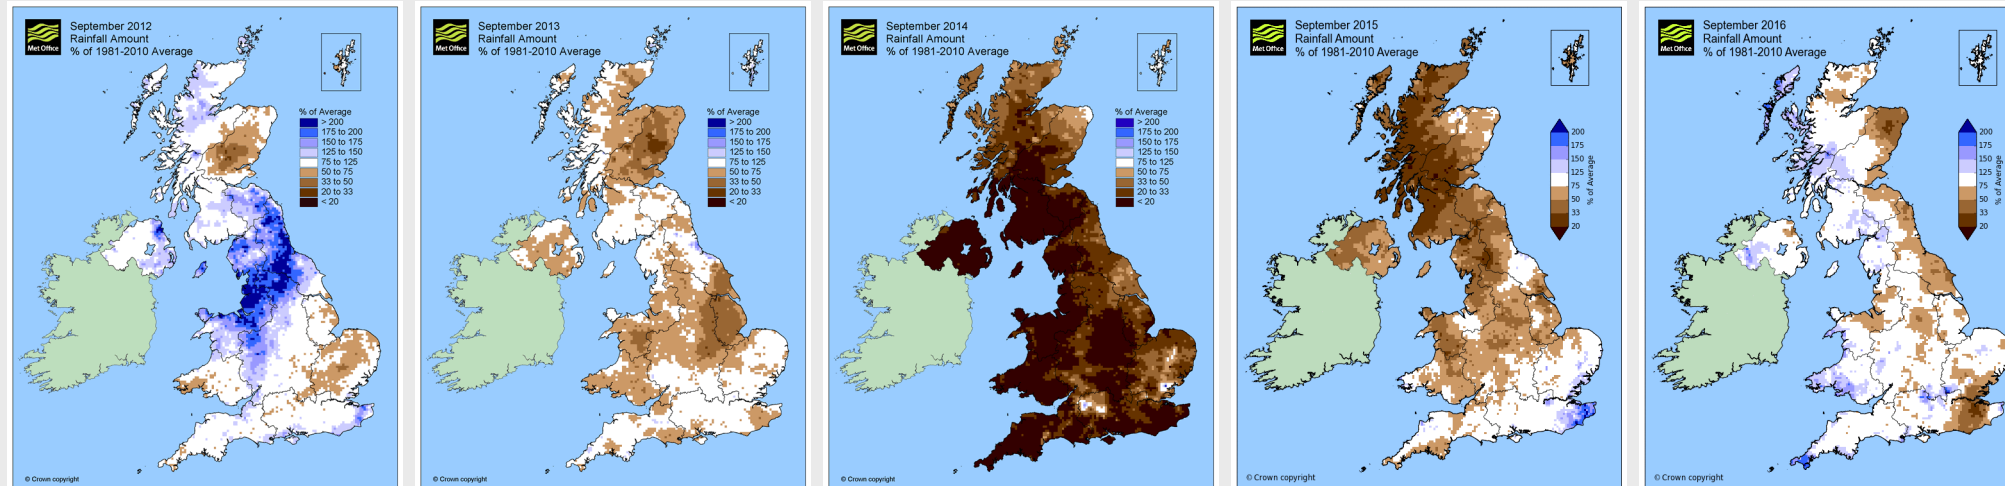 Met Office
September 2012
Rainfall Amount
% of 1981-2010 Average
% of Average
> 200
175 to 200
150 to 175
125 to 150
75 to 125
50 to 75
33 to 50
20 to 33
< 20
© Crown copyright
Met Office
September 2013
Rainfall Amount
% of 1981-2010 Average
% of Average
> 200
175 to 200
150 to 175
125 to 150
75 to 125
50 to 75
33 to 50
20 to 33
< 20
© Crown copyright
Met Office
September 2014
Rainfall Amount
% of 1981-2010 Average
% of Average
> 200
175 to 200
150 to 175
125 to 150
75 to 125
50 to 75
33 to 50
20 to 33
< 20
© Crown copyright
Met Office
September 2015
Rainfall Amount
% of 1981-2010 Average
200
175
150
125
75
50
33
20
% of Average
© Crown copyright
Met Office
September 2016
Rainfall Amount
% of 1981-2010 Average
200
175
150
125
75
50
33
20
% of Average
© Crown copyright